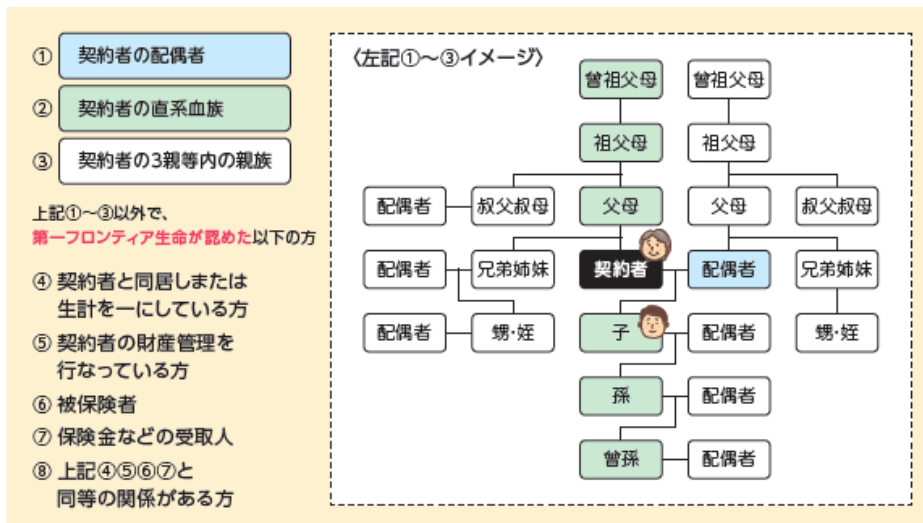 ① 契約者の配偶者
② 契約者の直系血族
③ 契約者の3親等内の親族
上記①～③以外で、
第一フロンティア生命が認めた以下の方
④ 契約者と同居しまたは
生計を一にしている方
⑤ 契約者の財産管理を
行なっている方
⑥ 被保険者
⑦ 保険金などの受取人
⑧ 上記④⑤⑥⑦と
同等の関係がある方
〈左記①～③イメージ〉
曾祖父母 曾祖父母
祖父母 祖父母
配偶者 叔父叔母 父母 父母 叔父叔母
配偶者 兄弟姉妹 契約者 配偶者 兄弟姉妹
配偶者 甥・姪 子 配偶者 甥・姪
孫 配偶者
曾孫 配偶者